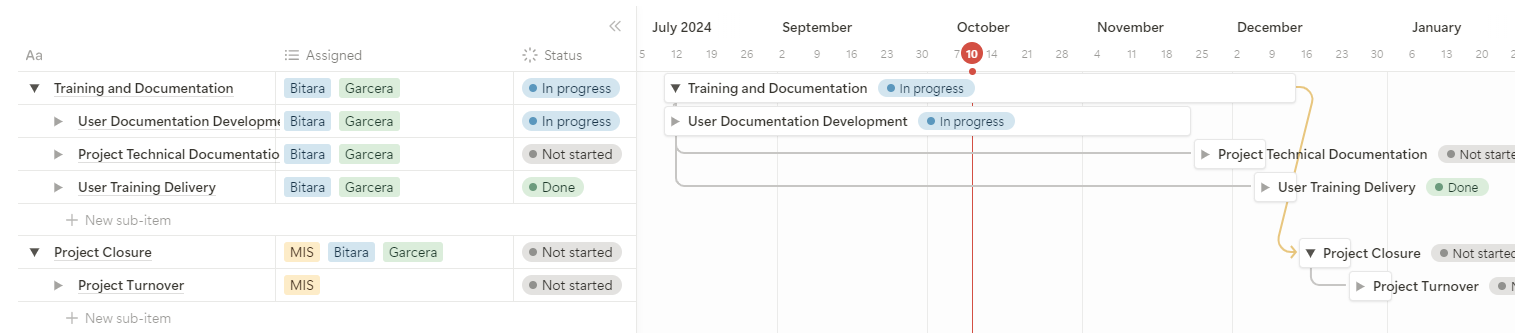 July 2024 September October November December January
Aa Assigned Status 5 12 19 26 2 9 16 23 30 7 10 14 21 28 4 11 18 25 2 9 16 23 30 6 13 20
Training and Documentation Bitara Garcera In progress Training and Documentation In progress
User Documentation Developme Bitara Garcera In progress User Documentation Development In progress
Project Technical Documentatio Bitara Garcera Not started Project Technical Documentation Not starte
User Training Delivery Bitara Garcera Done User Training Delivery Done
New sub-item
Project Closure MIS Bitara Garcera Not started Project Closure Not started
Project Turnover MIS Not started Project Turnover
New sub-item